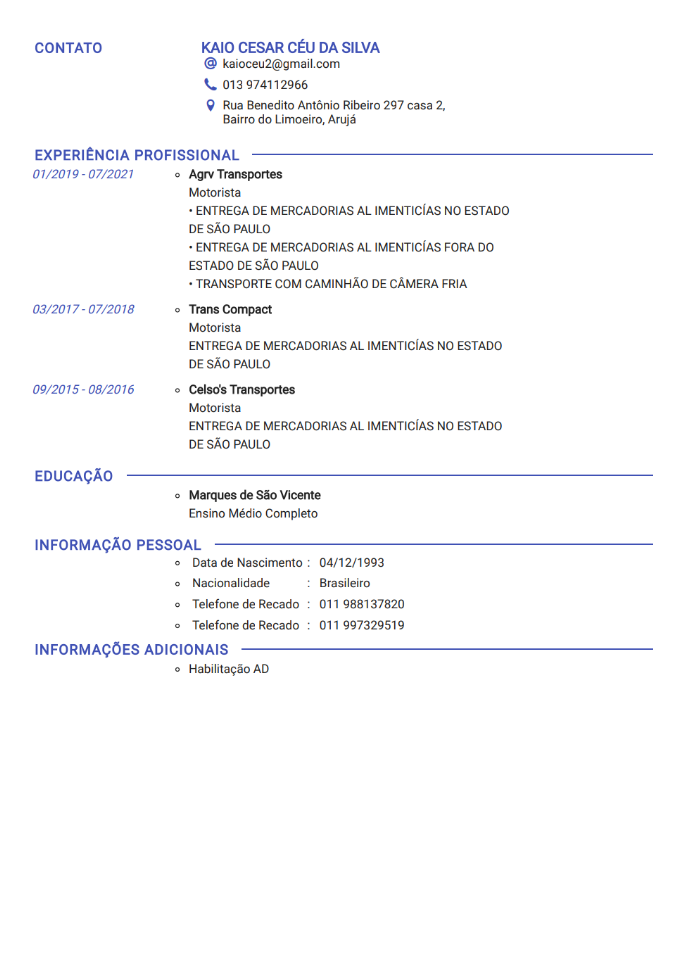 CONTATO
KAIO CESAR CÉU DA SILVA
kaioceu2@gmail.com
013 974112966
Rua Benedito Antônio Ribeiro 297 casa 2,
Bairro do Limoeiro, Arujá
EXPERIÊNCIA PROFISSIONAL
01/2019 - 07/2021
Agrv Transportes
Motorista
• ENTREGA DE MERCADORIAS AL IMENTICÍAS NO ESTADO
DE SÃO PAULO
• ENTREGA DE MERCADORIAS AL IMENTICÍAS FORA DO
ESTADO DE SÃO PAULO
• TRANSPORTE COM CAMINHÃO DE CÂMERA FRIA
03/2017 - 07/2018
Trans Compact
Motorista
ENTREGA DE MERCADORIAS AL IMENTICÍAS NO ESTADO
DE SÃO PAULO
09/2015 - 08/2016
Celso's Transportes
Motorista
ENTREGA DE MERCADORIAS AL IMENTICÍAS NO ESTADO
DE SÃO PAULO
EDUCAÇÃO
Marques de São Vicente
Ensino Médio Completo
INFORMAÇÃO PESSOAL
Data de Nascimento : 04/12/1993
Nacionalidade : Brasileiro
Telefone de Recado : 011 988137820
Telefone de Recado : 011 997329519
INFORMAÇÕES ADICIONAIS
Habilitação AD